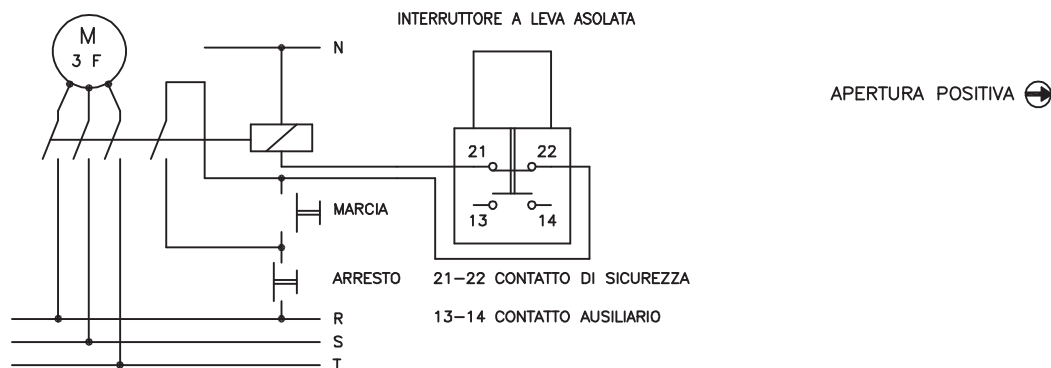 INTERRUTTORE A LEVA ASOLATA
M
3 F
N
APERTURA POSITIVA
21 22
13 14
MARCIA
ARRESTO
21-22 CONTATTO DI SICUREZZA
13-14 CONTATTO AUSILIARIO
R
S
T